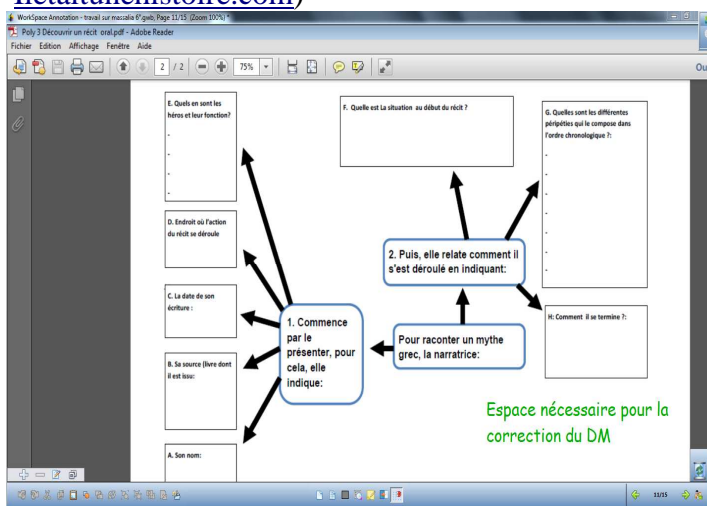 iletaitunehistoire.com)
WorkSpace Annotation - travail sur massalia 6°.gwb, Page 11/15 (Zoom 100%) *
Poly 3 Découvrir un récit oral.pdf - Adobe Reader
Fichier Edition Affichage Fenêtre Aide
2 / 2
75%
Ou
E. Quels en sont les
héros et leur fonction?
-
-
-
-
F. Quelle est La situation au début du récit ?
G. Quelles sont les différentes
péripéties qui le compose dans
l'ordre chronologique ?:
-
-
-
-
-
-
-
D. Endroit où l'action
du récit se déroule
2. Puis, elle relate comment il
s'est déroulé en indiquant:
C. La date de son
écriture :
1. Commence
par le
présenter, pour
cela, elle
indique:
Pour raconter un mythe
grec, la narratrice:
H: Comment il se termine ?:
B. Sa source (livre dont
il est issu:
Espace nécessaire pour la
correction du DM
A. Son nom:
11/15